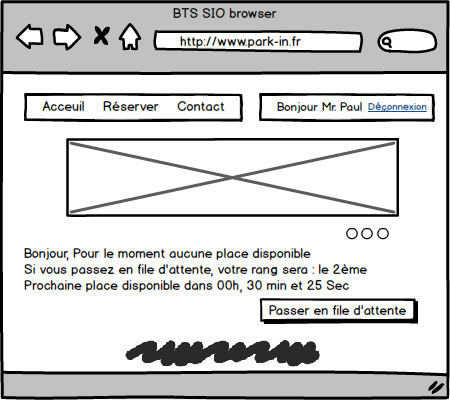 BTS SIO browser
http://www.park-in.fr
Acceuil Réserver Contact
Bonjour Mr. Paul Déconnexion
Bonjour, Pour le moment aucune place disponible
Si vous passez en file d'attente, votre rang sera : le 2ème
Prochaine place disponible dans 00h, 30 min et 25 Sec
Passer en file d'attente